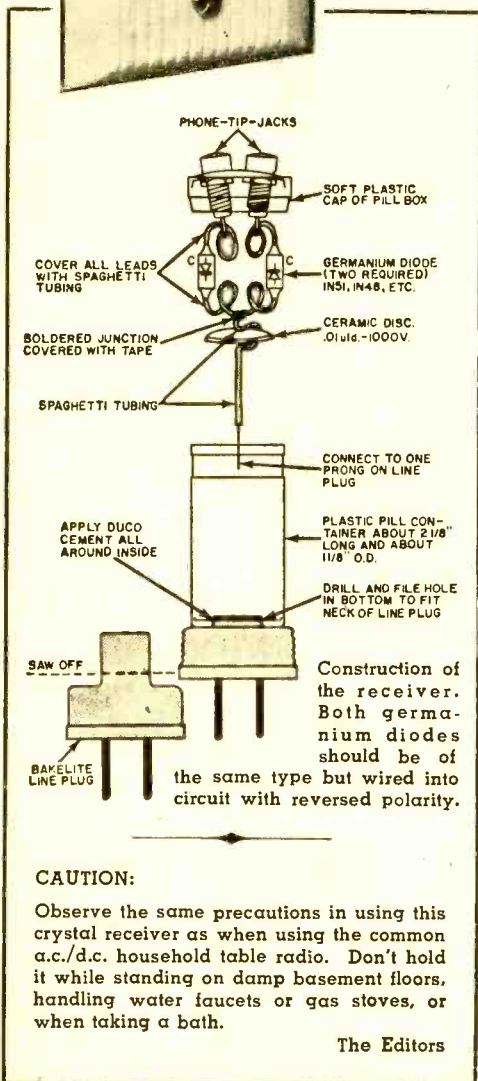 PHONE-TIP-JACKS
SOFT PLASTIC
CAP OF PILL BOX
COVER ALL LEADS
WITH SPAGHETTI
TUBING
C
C
GERMANIUM DIODE
(TWO REQUIRED)
IN51, IN48, ETC.
SOLDERED JUNCTION
COVERED WITH TAPE
CERAMIC DISC.
.01µfd.-1000V.
SPAGHETTI TUBING
CONNECT TO ONE
PRONG ON LINE
PLUG
APPLY DUCO
CEMENT ALL
AROUND INSIDE
PLASTIC PILL CON-
TAINER ABOUT 2 1/8"
LONG AND ABOUT
1 1/8" O.D.
DRILL AND FILE HOLE
IN BOTTOM TO FIT
NECK OF LINE PLUG
SAW OFF
BAKELITE
LINE PLUG
Construction of
the receiver.
Both germa-
nium diodes
should be of
the same type but wired into
circuit with reversed polarity.
CAUTION:
Observe the same precautions in using this
crystal receiver as when using the common
a.c./d.c. household table radio. Don't hold
it while standing on damp basement floors,
handling water faucets or gas stoves, or
when taking a bath.
The Editors